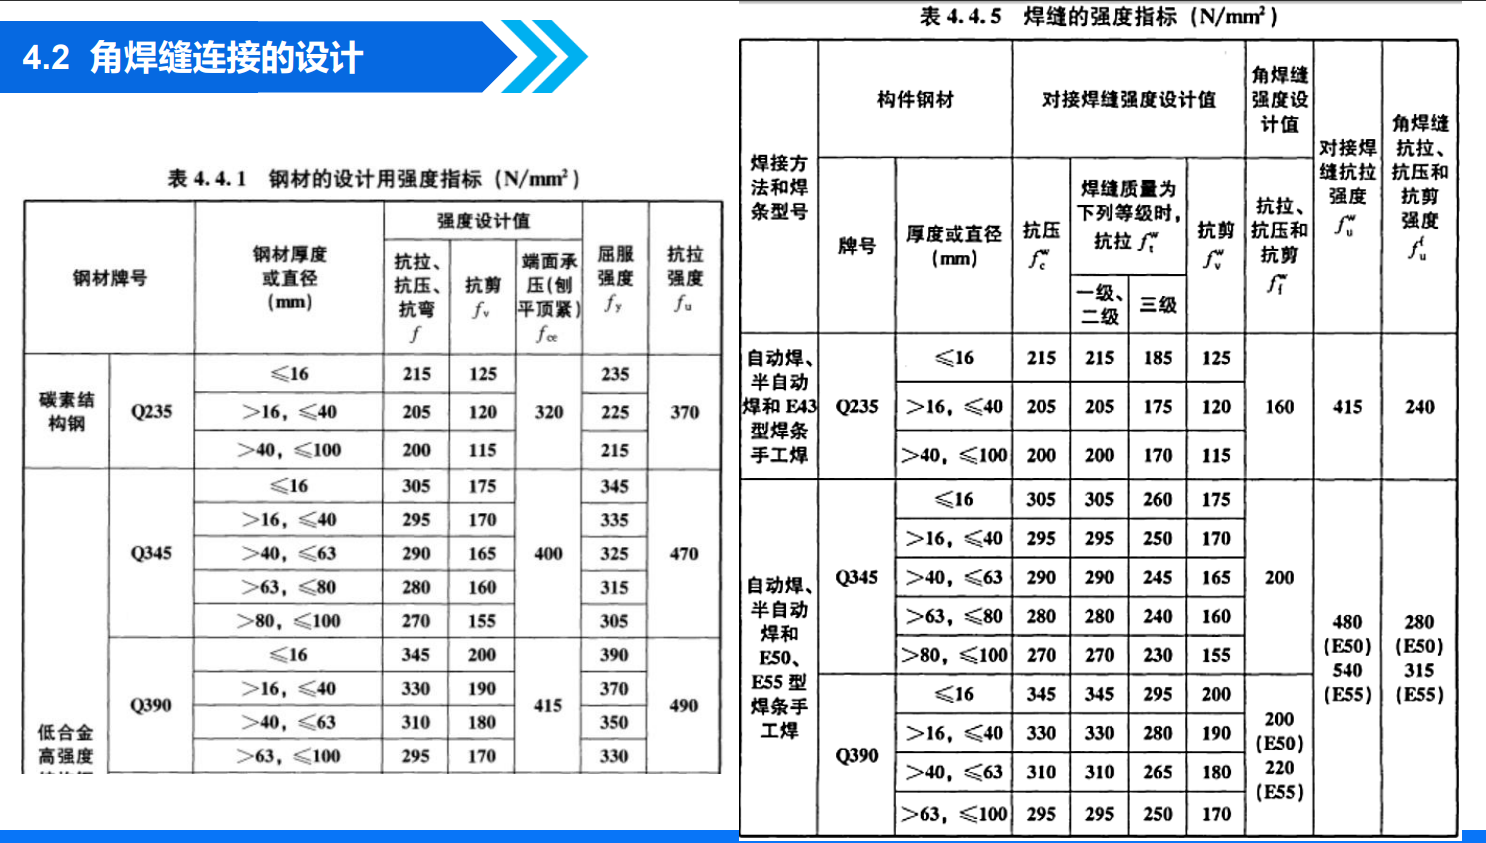 4.2 角焊缝连接的设计
表 4.4.1 钢材的设计用强度指标 (N/mm²)
钢材牌号
钢材厚度
或直径
(mm)
强度设计值
抗拉、
抗压、
抗弯
f
抗剪
fv
端面承
压(刨
平顶紧)
fce
屈服
强度
fy
抗拉
强度
fu
碳素结
构钢
Q235
≤16 215 125 235
>16, ≤40 205 120 320 225 370
>40, ≤100 200 115 215
低合金
高强度
Q345
≤16 305 175 345
>16, ≤40 295 170 335
>40, ≤63 290 165 400 325 470
>63, ≤80 280 160 315
>80, ≤100 270 155 305
Q390
≤16 345 200 390
>16, ≤40 330 190 370
>40, ≤63 310 180 415 350 490
>63, ≤100 295 170 330
表 4.4.5 焊缝的强度指标 (N/mm²)
焊接方
法和焊
条型号
构件钢材
牌号
厚度或直径
(mm)
对接焊缝强度设计值
抗压
fcw
焊缝质量为
下列等级时,
抗拉 ftw
一级、
二级
三级
抗剪
fvw
角焊缝
强度设
计值
抗拉、
抗压和
抗剪
ffw
对接焊
缝抗拉
强度
fuw
角焊缝
抗拉、
抗压和
抗剪
强度
fuf
自动焊、
半自动
焊和 E43
型焊条
手工焊
Q235
≤16 215 215 185 125
>16, ≤40 205 205 175 120 160 415 240
>40, ≤100 200 200 170 115
自动焊、
半自动
焊和
E50、
E55 型
焊条手
工焊
Q345
≤16 305 305 260 175
>16, ≤40 295 295 250 170
>40, ≤63 290 290 245 165 200
>63, ≤80 280 280 240 160
>80, ≤100 270 270 230 155
Q390
≤16 345 345 295 200
>16, ≤40 330 330 280 190
>40, ≤63 310 310 265 180
>63, ≤100 295 295 250 170
200
(E50)
220
(E55)
480
(E50)
540
(E55)
280
(E50)
315
(E55)